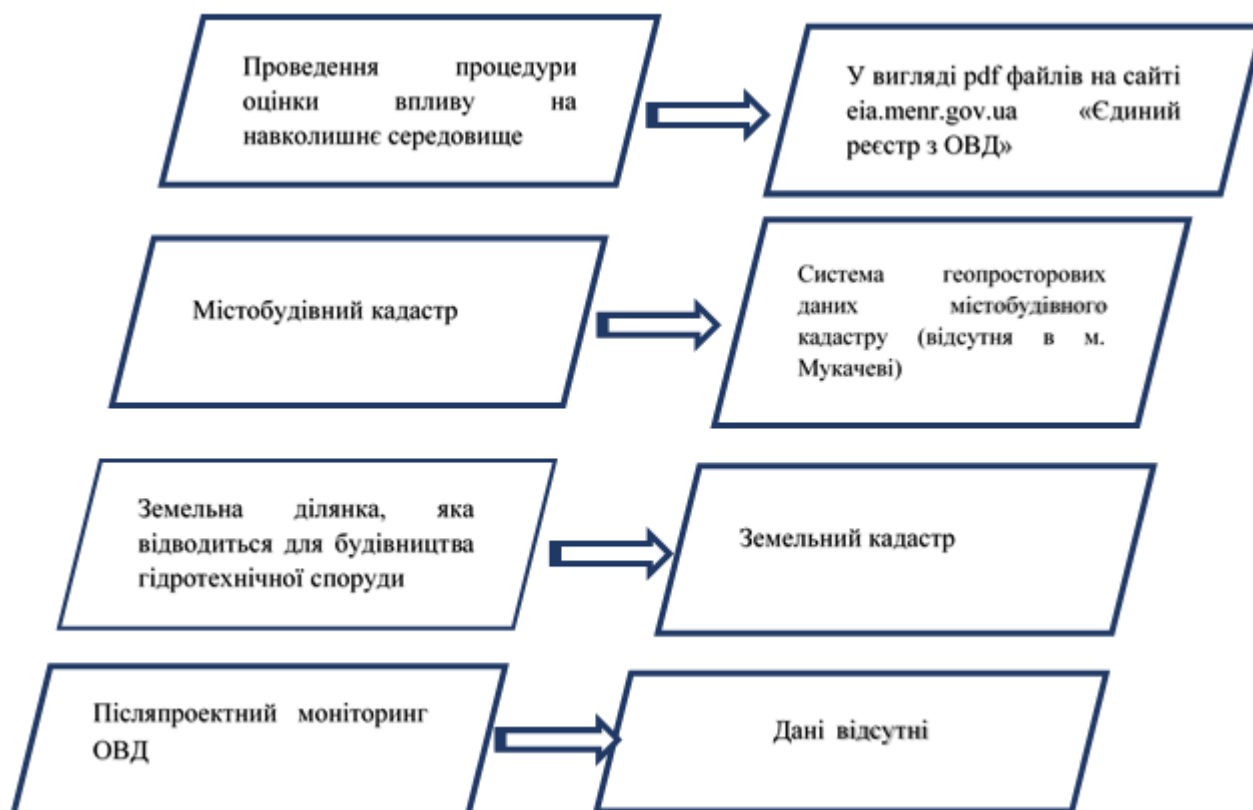 Проведення процедури
оцінки впливу на
навколишнє середовище
У вигляді pdf файлів на сайті
eia.menr.gov.ua «Єдиний
реєстр з ОВД»
Містобудівний кадастр
Система геопросторових
даних містобудівного
кадастру (відсутня в м.
Мукачеві)
Земельна ділянка, яка
відводиться для будівництва
гідротехнічної споруди
Земельний кадастр
Післяпроектний моніторинг
ОВД
Дані відсутні